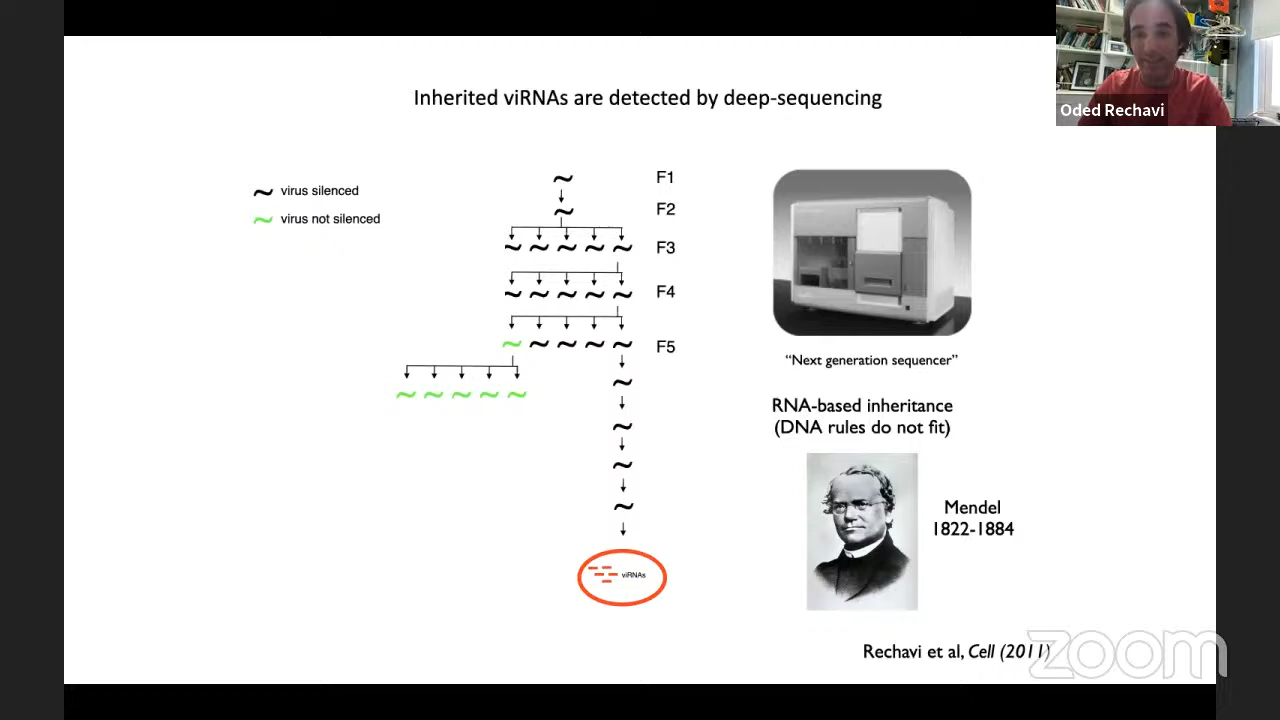 Oded Rechavi
Inherited viRNAs are detected by deep-sequencing
virus silenced
virus not silenced
F1
F2
F3
F4
F5
“Next generation sequencer”
RNA-based inheritance
(DNA rules do not fit)
Mendel
1822-1884
viRNAs
Rechavi et al, Cell (2011)
zoom